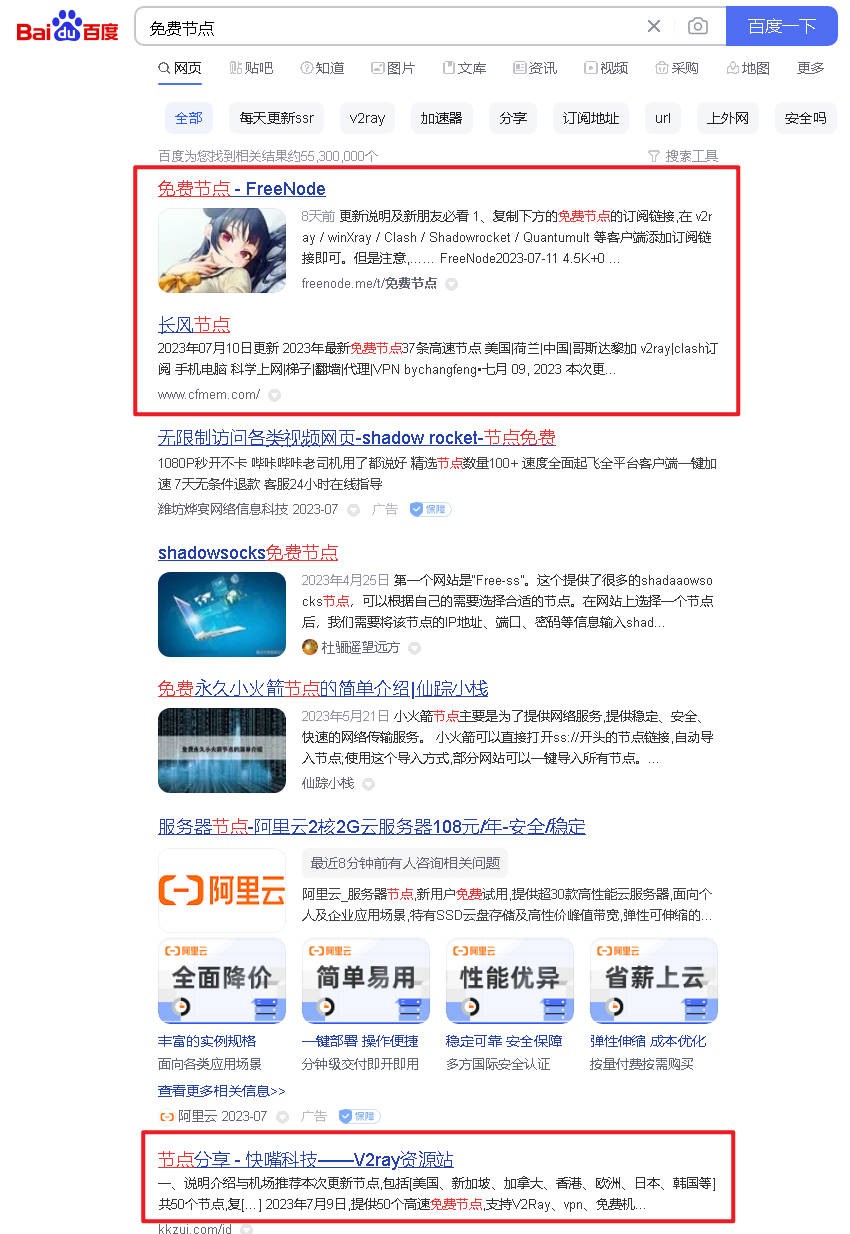 Bai du 百度 免费节点 百度一下
网页 贴吧 知道 图片 文库 资讯 视频 采购 地图 更多
全部 每天更新ssr v2ray 加速器 分享 订阅地址 url 上外网 安全吗
百度为您找到相关结果约55,300,000个 搜索工具
免费节点 - FreeNode
8天前 更新说明及新朋友必看 1、复制下方的免费节点的订阅链接,在 v2r
ay / winXray / Clash / Shadowrocket / Quantumult 等客户端添加订阅链
接即可。但是注意,…… FreeNode2023-07-11 4.5K+0 ...
freenode.me/t/免费节点
长风节点
2023年07月10日更新 2023年最新免费节点37条高速节点 美国|荷兰|中国|哥斯达黎加 v2ray|clash订
阅 手机电脑 科学上网|梯子|翻墙|代理|VPN bychangfeng•七月 09, 2023 本次更...
www.cfmem.com/
无限制访问各类视频网页-shadow rocket-节点免费
1080P秒开不卡 哔咔哔咔老司机用了都说好 精选节点数量100+ 速度全面起飞全平台客户端一键加
速 7天无条件退款 客服24小时在线指导
潍坊烨宴网络信息科技 2023-07 广告 保障
shadowsocks免费节点
2023年4月25日 第一个网站是"Free-ss"。这个提供了很多的shadaaowso
cks节点，可以根据自己的需要选择合适的节点。在网站上选择一个节点
后，我们需要将该节点的IP地址、端口、密码等信息输入shad...
杜骊遥望远方
免费永久小火箭节点的简单介绍|仙踪小栈
免费永久小火箭节点的简单介绍
2023年5月21日 小火箭节点主要是为了提供网络服务,提供稳定、安全、
快速的网络传输服务。 小火箭可以直接打开ss://开头的节点链接,自动导
入节点;使用这个导入方式,部分网站可以一键导入所有节点。...
仙踪小栈
服务器节点-阿里云2核2G云服务器108元/年-安全/稳定
阿里云
最近8分钟前有人咨询相关问题
阿里云_服务器节点,新用户免费试用,提供超30款高性能云服务器,面向个
人及企业应用场景,特有SSD云盘存储及高性价峰值带宽,弹性可伸缩的...
阿里云 阿里云 阿里云 阿里云
全面降价 简单易用 性能优异 省薪上云
丰富的实例规格 一键部署 操作便捷 稳定可靠 安全保障 弹性伸缩 成本优化
面向各类应用场景 分钟级交付即开即用 多方国际安全认证 按量付费按需购买
查看更多相关信息>>
阿里云 2023-07 广告 保障
节点分享 - 快嘴科技——V2ray资源站
一、说明介绍与机场推荐本次更新节点,包括[美国、新加坡、加拿大、香港、欧洲、日本、韩国等]
共50个节点,复[…] 2023年7月9日,提供50个高速免费节点,支持V2Ray、vpn、免费机...
kkzui.com/jd